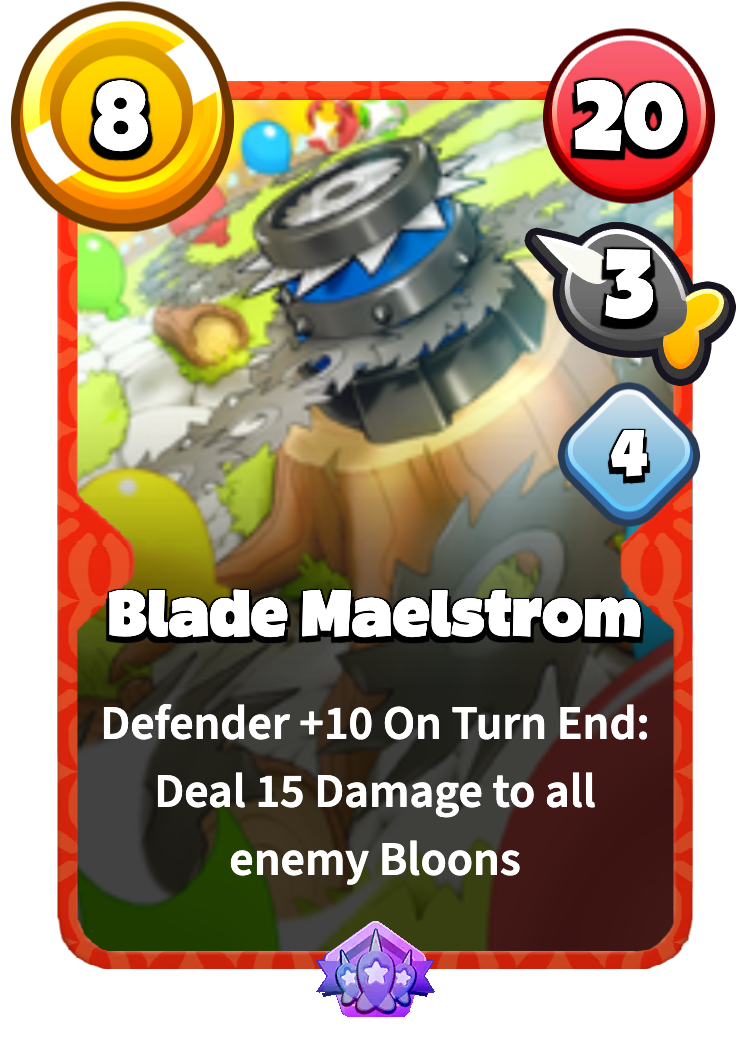 8
20
3
4
Blade Maelstrom
Defender +10 On Turn End:
Deal 15 Damage to all
enemy Bloons